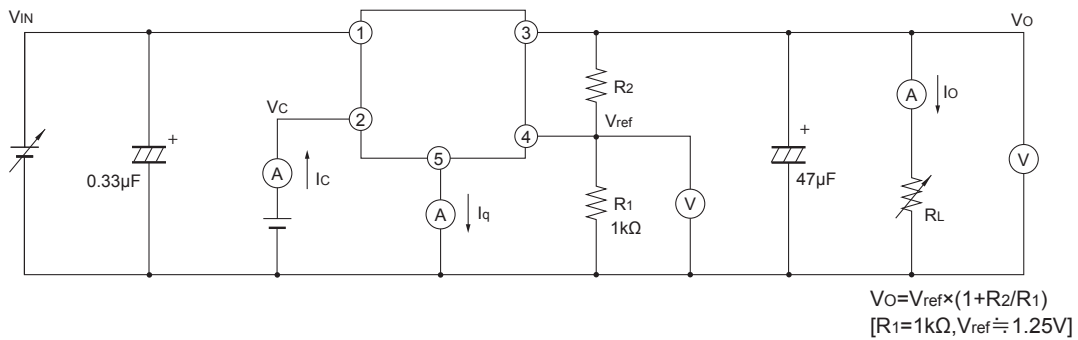 VIN
1
3
VO
R2
A
IO
VC
2
Vref
4
+
+
5
0.33µF
A
IC
A
Iq
R1
1kΩ
V
47µF
RL
V
VO=Vref×(1+R2/R1)
[R1=1kΩ,Vref≒1.25V]